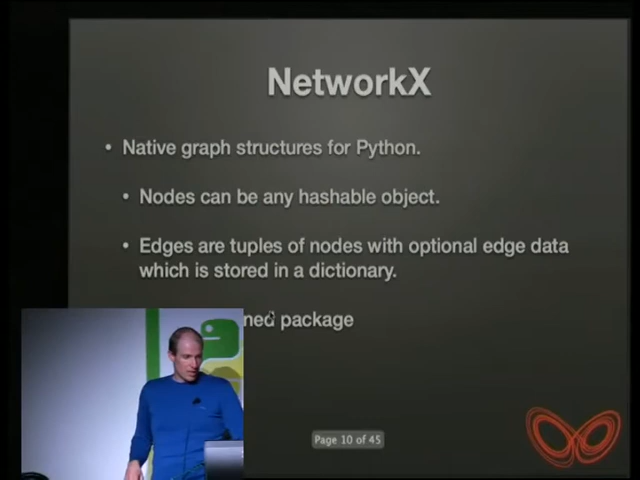 NetworkX
• Native graph structures for Python.
• Nodes can be any hashable object.
• Edges are tuples of nodes with optional edge data
which is stored in a dictionary.
package
Page 10 of 45